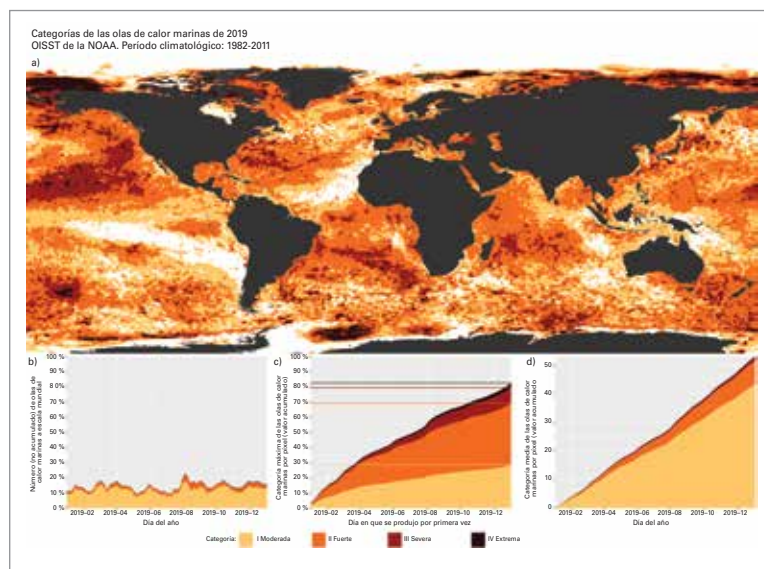 Categorías de las olas de calor marinas de 2019
OISST de la NOAA. Período climatológico: 1982-2011
a)
b)
Número (no acumulado) de olas de
calor marinas a escala mundial
100 %
90 %
80 %
70 %
60 %
50 %
40 %
30 %
20 %
10 %
0 %
2019–02
2019–04
2019–06
2019–08
2019–10
2019–12
Día del año
c)
Categoría máxima de las olas de calor
marinas por píxel (valor acumulado)
100 %
90 %
80 %
70 %
60 %
50 %
40 %
30 %
20 %
10 %
0 %
2019–02
2019–04
2019–06
2019–08
2019–10
2019–12
Día en que se produjo por primera vez
d)
Categoría media de las olas de calor
marinas por píxel (valor acumulado)
50
40
30
20
10
0
2019–02
2019–04
2019–06
2019–08
2019–10
2019–12
Día del año
Categoría:
I Moderada
II Fuerte
III Severa
IV Extrema